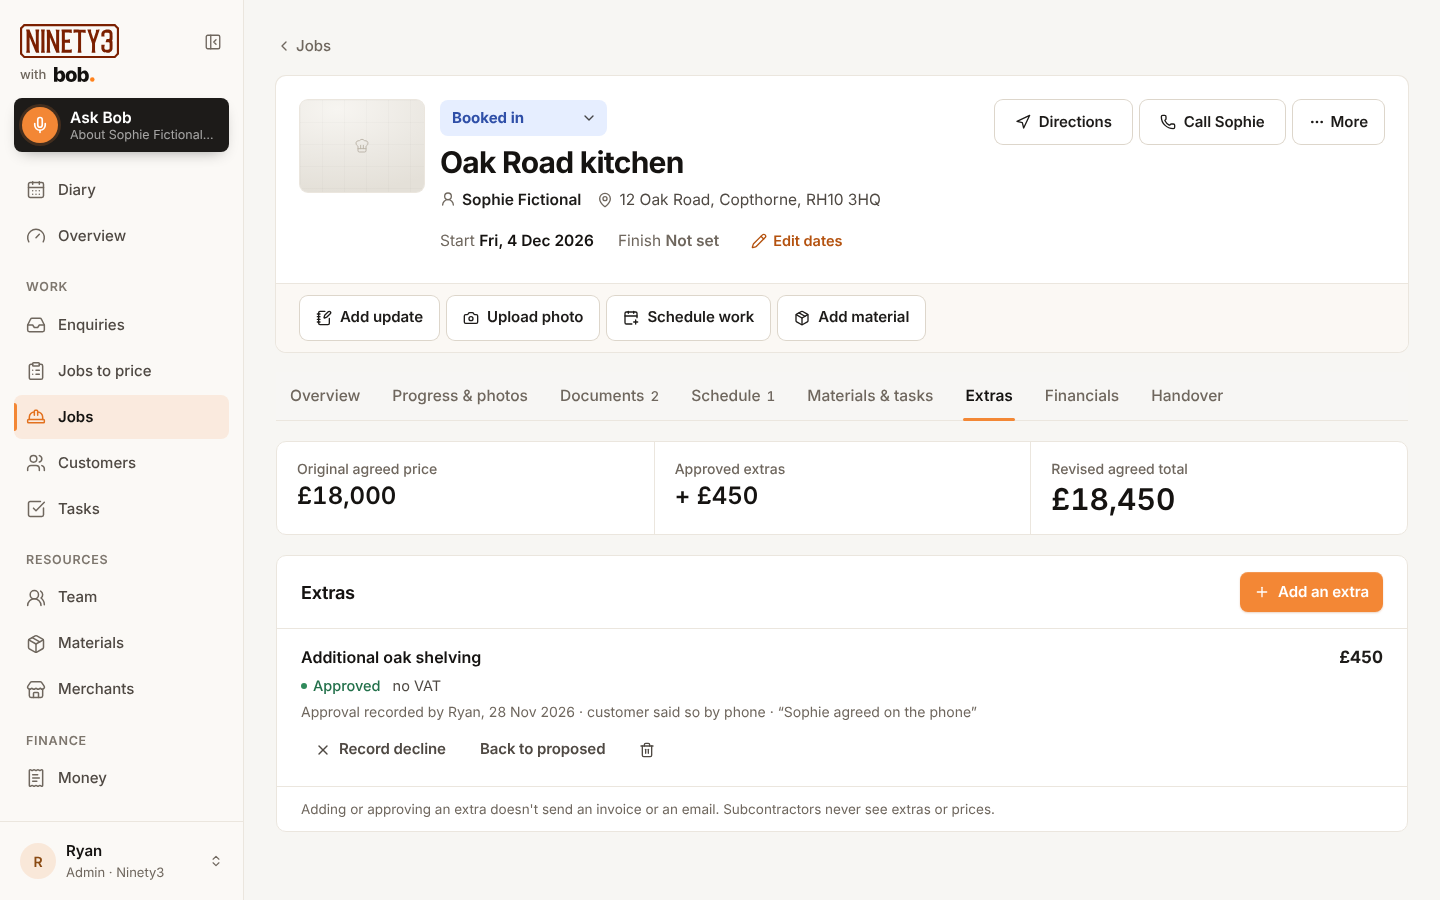 NINETY3
with bob.
Ask Bob
About Sophie Fictional...
Diary
Overview
WORK
Enquiries
Jobs to price
Jobs
Customers
Tasks
RESOURCES
Team
Materials
Merchants
FINANCE
Money
R
Ryan
Admin · Ninety3
Jobs
Booked in
Oak Road kitchen
Sophie Fictional 12 Oak Road, Copthorne, RH10 3HQ
Start Fri, 4 Dec 2026 Finish Not set Edit dates
Directions Call Sophie More
Add update Upload photo Schedule work Add material
Overview Progress & photos Documents 2 Schedule 1 Materials & tasks Extras Financials Handover
Original agreed price
£18,000
Approved extras
+ £450
Revised agreed total
£18,450
Extras
+ Add an extra
Additional oak shelving £450
Approved no VAT
Approval recorded by Ryan, 28 Nov 2026 · customer said so by phone · “Sophie agreed on the phone”
Record decline Back to proposed
Adding or approving an extra doesn't send an invoice or an email. Subcontractors never see extras or prices.